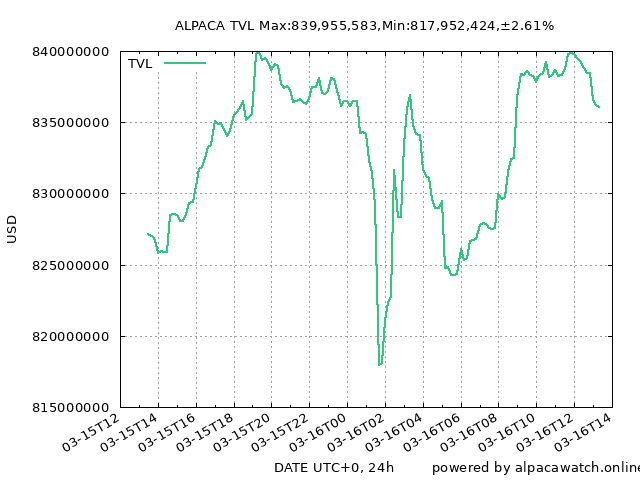 ALPACA TVL Max:839,955,583,Min:817,952,424,±2.61%
TVL
840000000
835000000
830000000
825000000
820000000
815000000
USD
03-15T12
03-15T14
03-15T16
03-15T18
03-15T20
03-15T22
03-16T00
03-16T02
03-16T04
03-16T06
03-16T08
03-16T10
03-16T12
03-16T14
DATE UTC+0, 24h
powered by alpacawatch.online